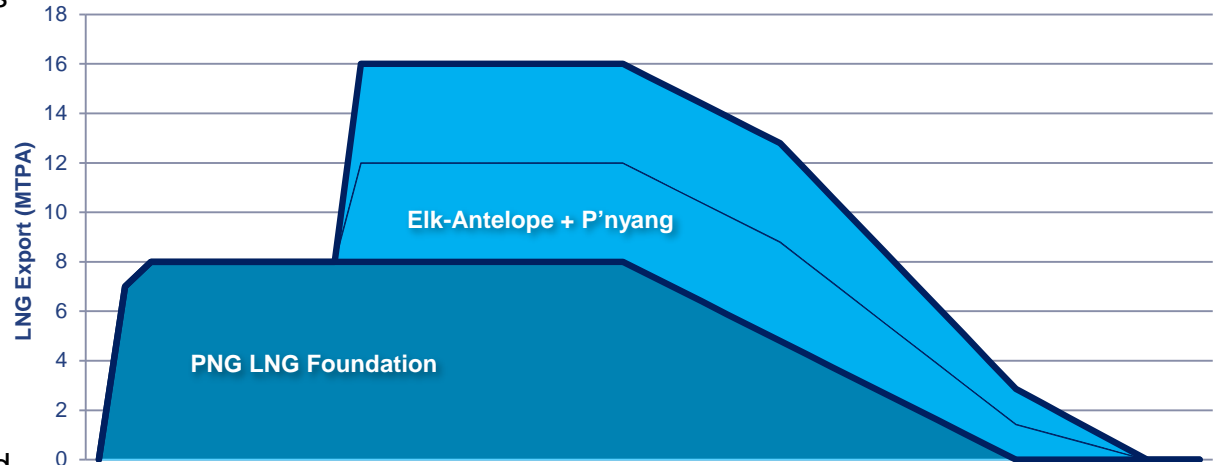 s
18
16
14
12
10
8
6
4
2
0
LNG Export (MTPA)
Elk-Antelope + P'nyang
PNG LNG Foundation
d